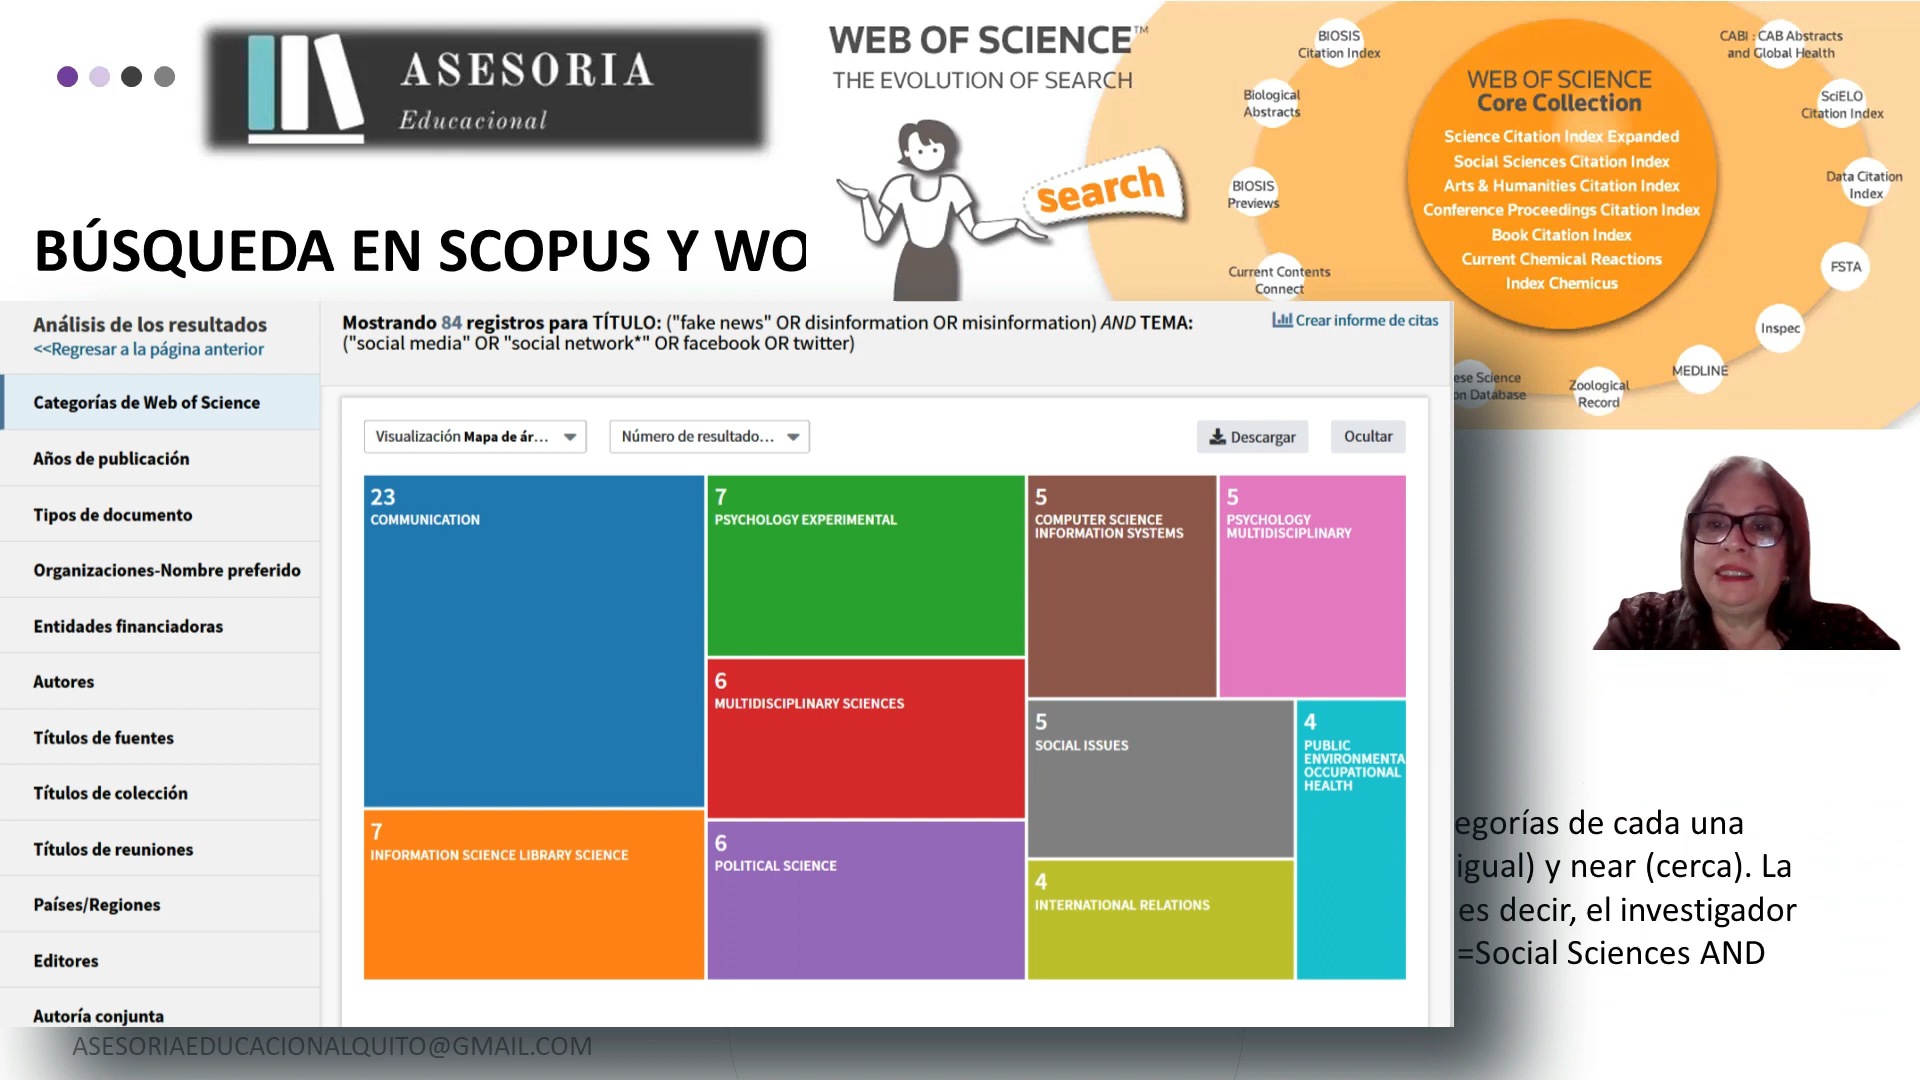 ASESORIA
Educacional
WEB OF SCIENCE™
THE EVOLUTION OF SEARCH
search
BIOSIS
Citation Index
Biological
Abstracts
BIOSIS
Previews
Current Contents
Connect
WEB OF SCIENCE
Core Collection
Science Citation Index Expanded
Social Sciences Citation Index
Arts & Humanities Citation Index
Conference Proceedings Citation Index
Book Citation Index
Current Chemical Reactions
Index Chemicus
CABI : CAB Abstracts
and Global Health
SciELO
Citation Index
Data Citation
Index
FSTA
Inspec
MEDLINE
Zoological
Record
ese Science
on Database
BÚSQUEDA EN SCOPUS Y WO
Análisis de los resultados
<<Regresar a la página anterior
Categorías de Web of Science
Años de publicación
Tipos de documento
Organizaciones-Nombre preferido
Entidades financiadoras
Autores
Títulos de fuentes
Títulos de colección
Títulos de reuniones
Países/Regiones
Editores
Autoría conjunta
Mostrando 84 registros para TÍTULO: ("fake news" OR disinformation OR misinformation) AND TEMA:
("social media" OR "social network*" OR facebook OR twitter)
Crear informe de citas
Visualización Mapa de ár...
Número de resultado...
Descargar
Ocultar
23
COMMUNICATION
7
INFORMATION SCIENCE LIBRARY SCIENCE
7
PSYCHOLOGY EXPERIMENTAL
6
MULTIDISCIPLINARY SCIENCES
6
POLITICAL SCIENCE
5
COMPUTER SCIENCE
INFORMATION SYSTEMS
5
PSYCHOLOGY
MULTIDISCIPLINARY
5
SOCIAL ISSUES
4
INTERNATIONAL RELATIONS
4
PUBLIC
ENVIRONMENTA
OCCUPATIONAL
HEALTH
egorías de cada una
igual) y near (cerca). La
es decir, el investigador
=Social Sciences AND
ASESORIAEDUCACIONALQUITO@GMAIL.COM